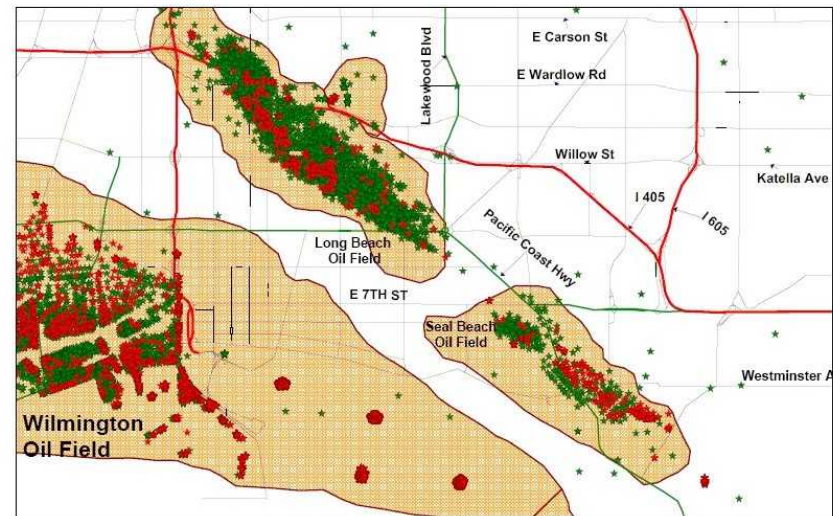 E Carson St
Lakewood Blvd
E Wardlow Rd
Willow St
Katella Ave
I 405
I 605
Pacific Coast Hwy
Long Beach
Oil Field
E 7TH ST
Seal Beach
Oil Field
Westminster A
Wilmington
Oil Field